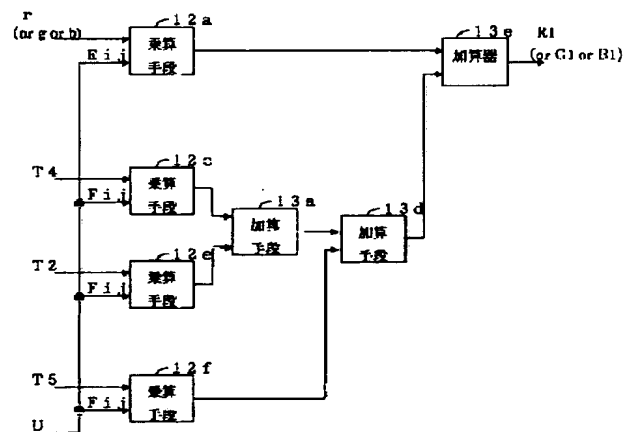 r
(or g or b)
12a
Eij
乗算
手段
13e
加算器
R1
(or G1 or B1)
T4
12c
Fij
乗算
手段
13a
加算
手段
13d
加算
手段
T2
12e
Fij
乗算
手段
T5
12f
Fij
乗算
手段
U